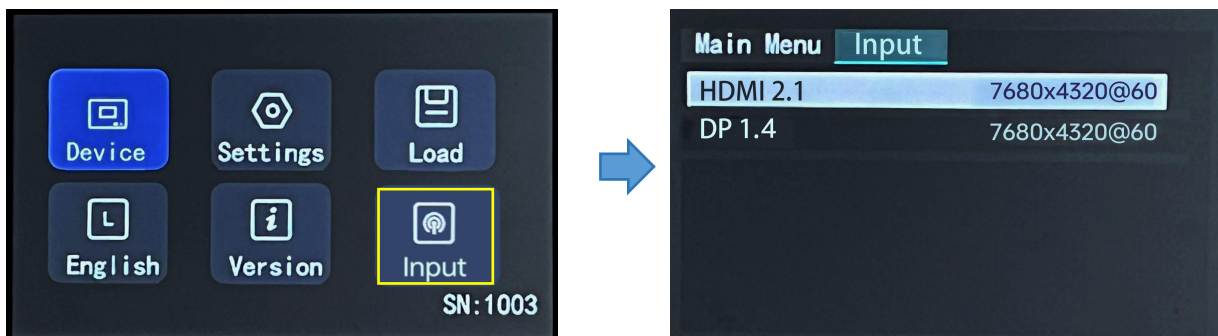 Device
Settings
Load
English
Version
Input
SN:1003
Main Menu Input
HDMI 2.1 7680x4320@60
DP 1.4 7680x4320@60